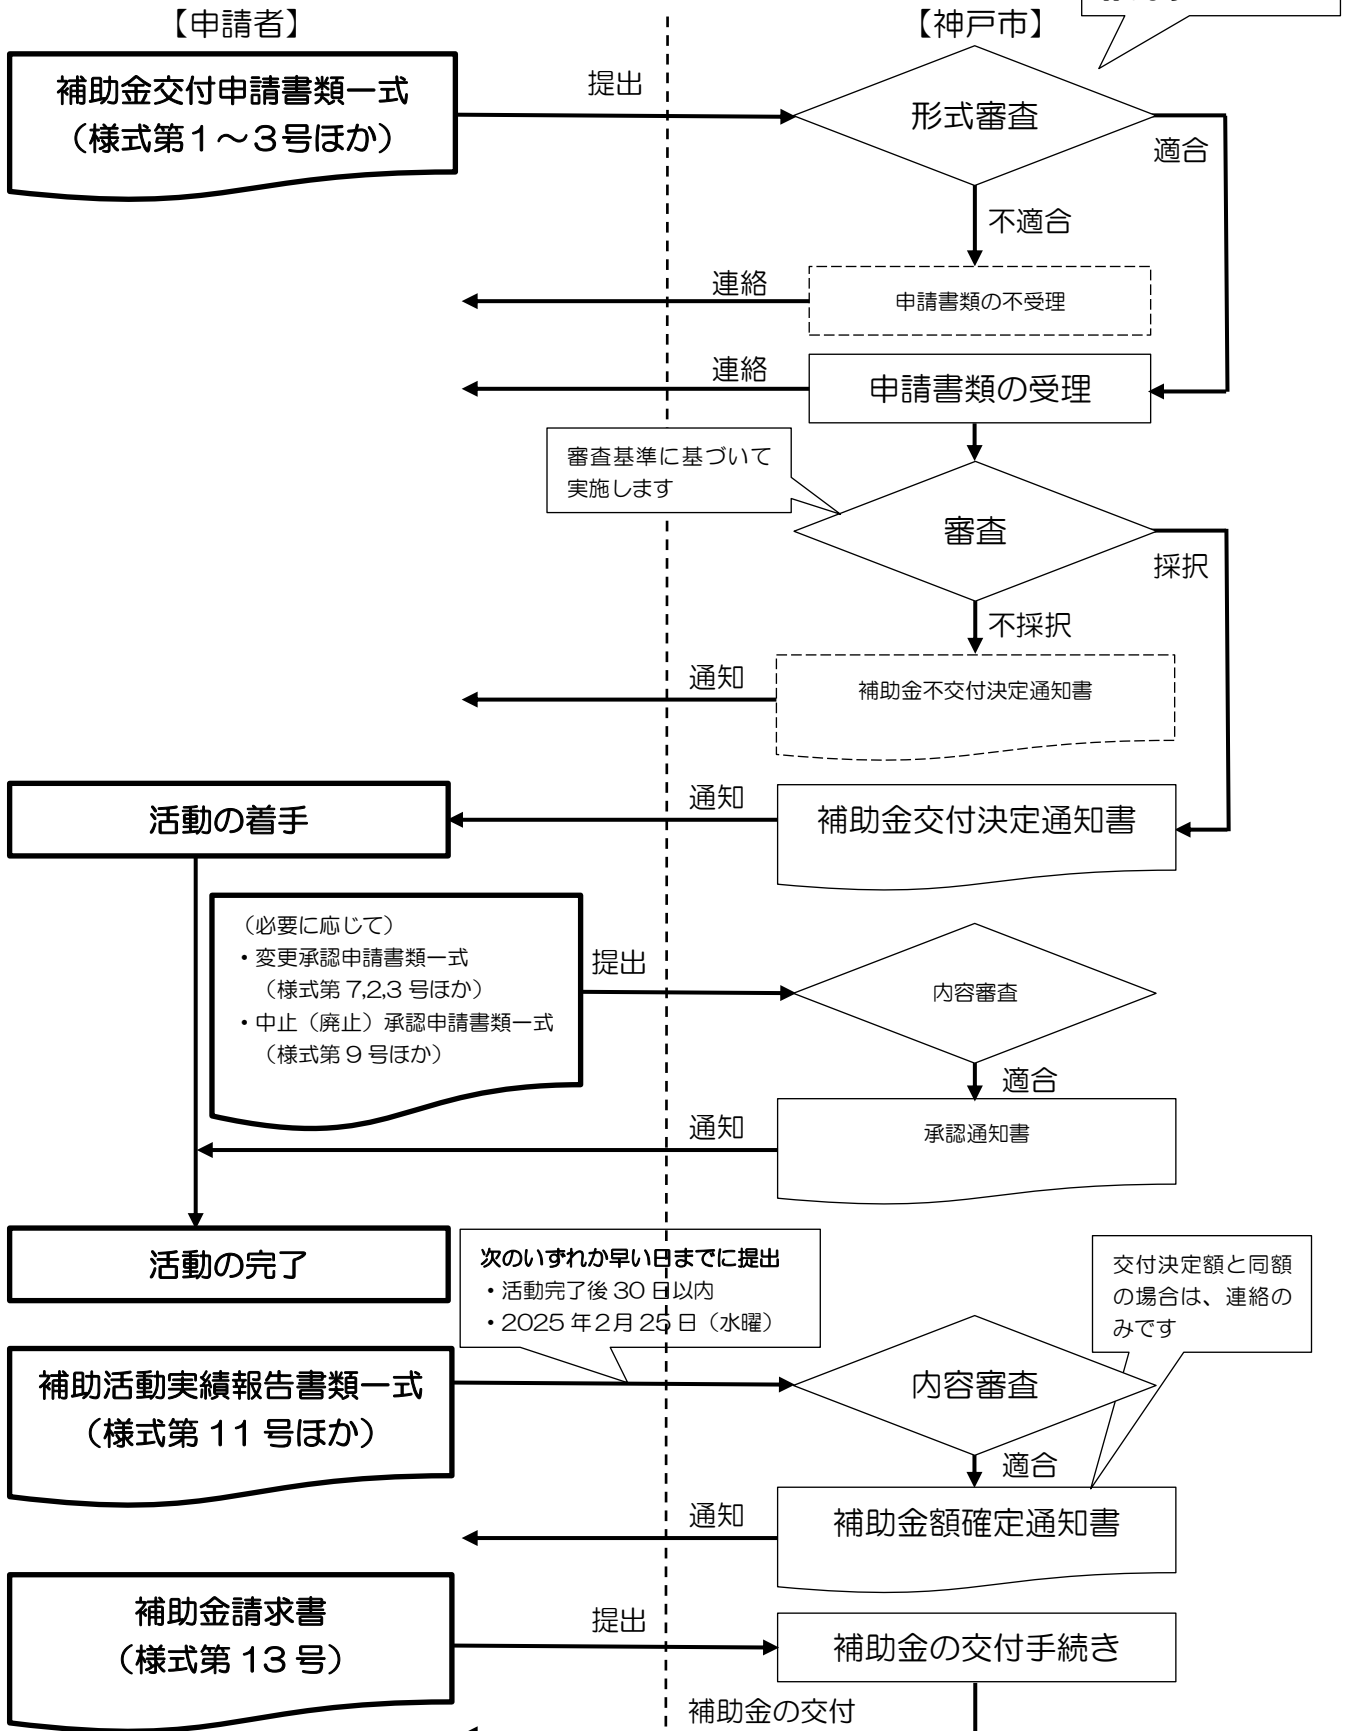 【申請者】
【神戸市】
補助金交付申請書類一式
（様式第１～３号ほか）
提出
形式審査
適合
不適合
連絡
申請書類の不受理
連絡
申請書類の受理
審査基準に基づいて
実施します
審査
採択
不採択
通知
補助金不交付決定通知書
活動の着手
通知
補助金交付決定通知書
（必要に応じて）
・変更承認申請書類一式
（様式第 7,2,3 号ほか）
・中止（廃止）承認申請書類一式
（様式第 9 号ほか）
提出
内容審査
適合
通知
承認通知書
活動の完了
次のいずれか早い日までに提出
・活動完了後 30 日以内
・2025 年 2 月 25 日（水曜）
交付決定額と同額
の場合は、連絡の
みです
補助活動実績報告書類一式
（様式第 11 号ほか）
内容審査
適合
通知
補助金額確定通知書
補助金請求書
（様式第 13 号）
提出
補助金の交付手続き
補助金の交付